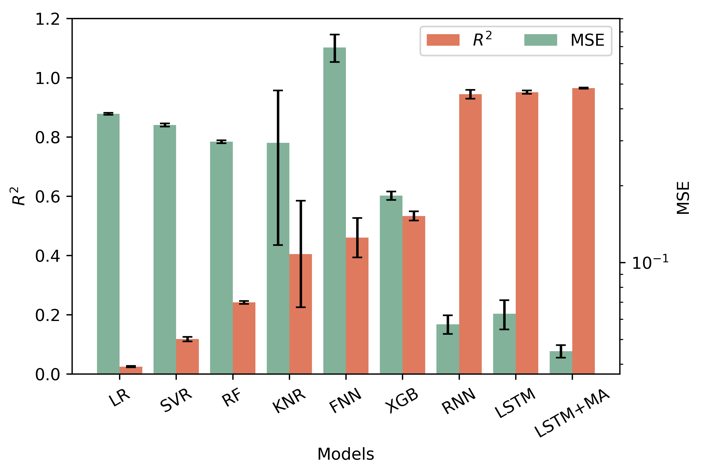 R² MSE
1.2
1.0
0.8
0.6
0.4
0.2
0.0
R²
MSE
10⁻¹
LR SVR RF KNR FNN XGB RNN LSTM LSTM+MA
Models